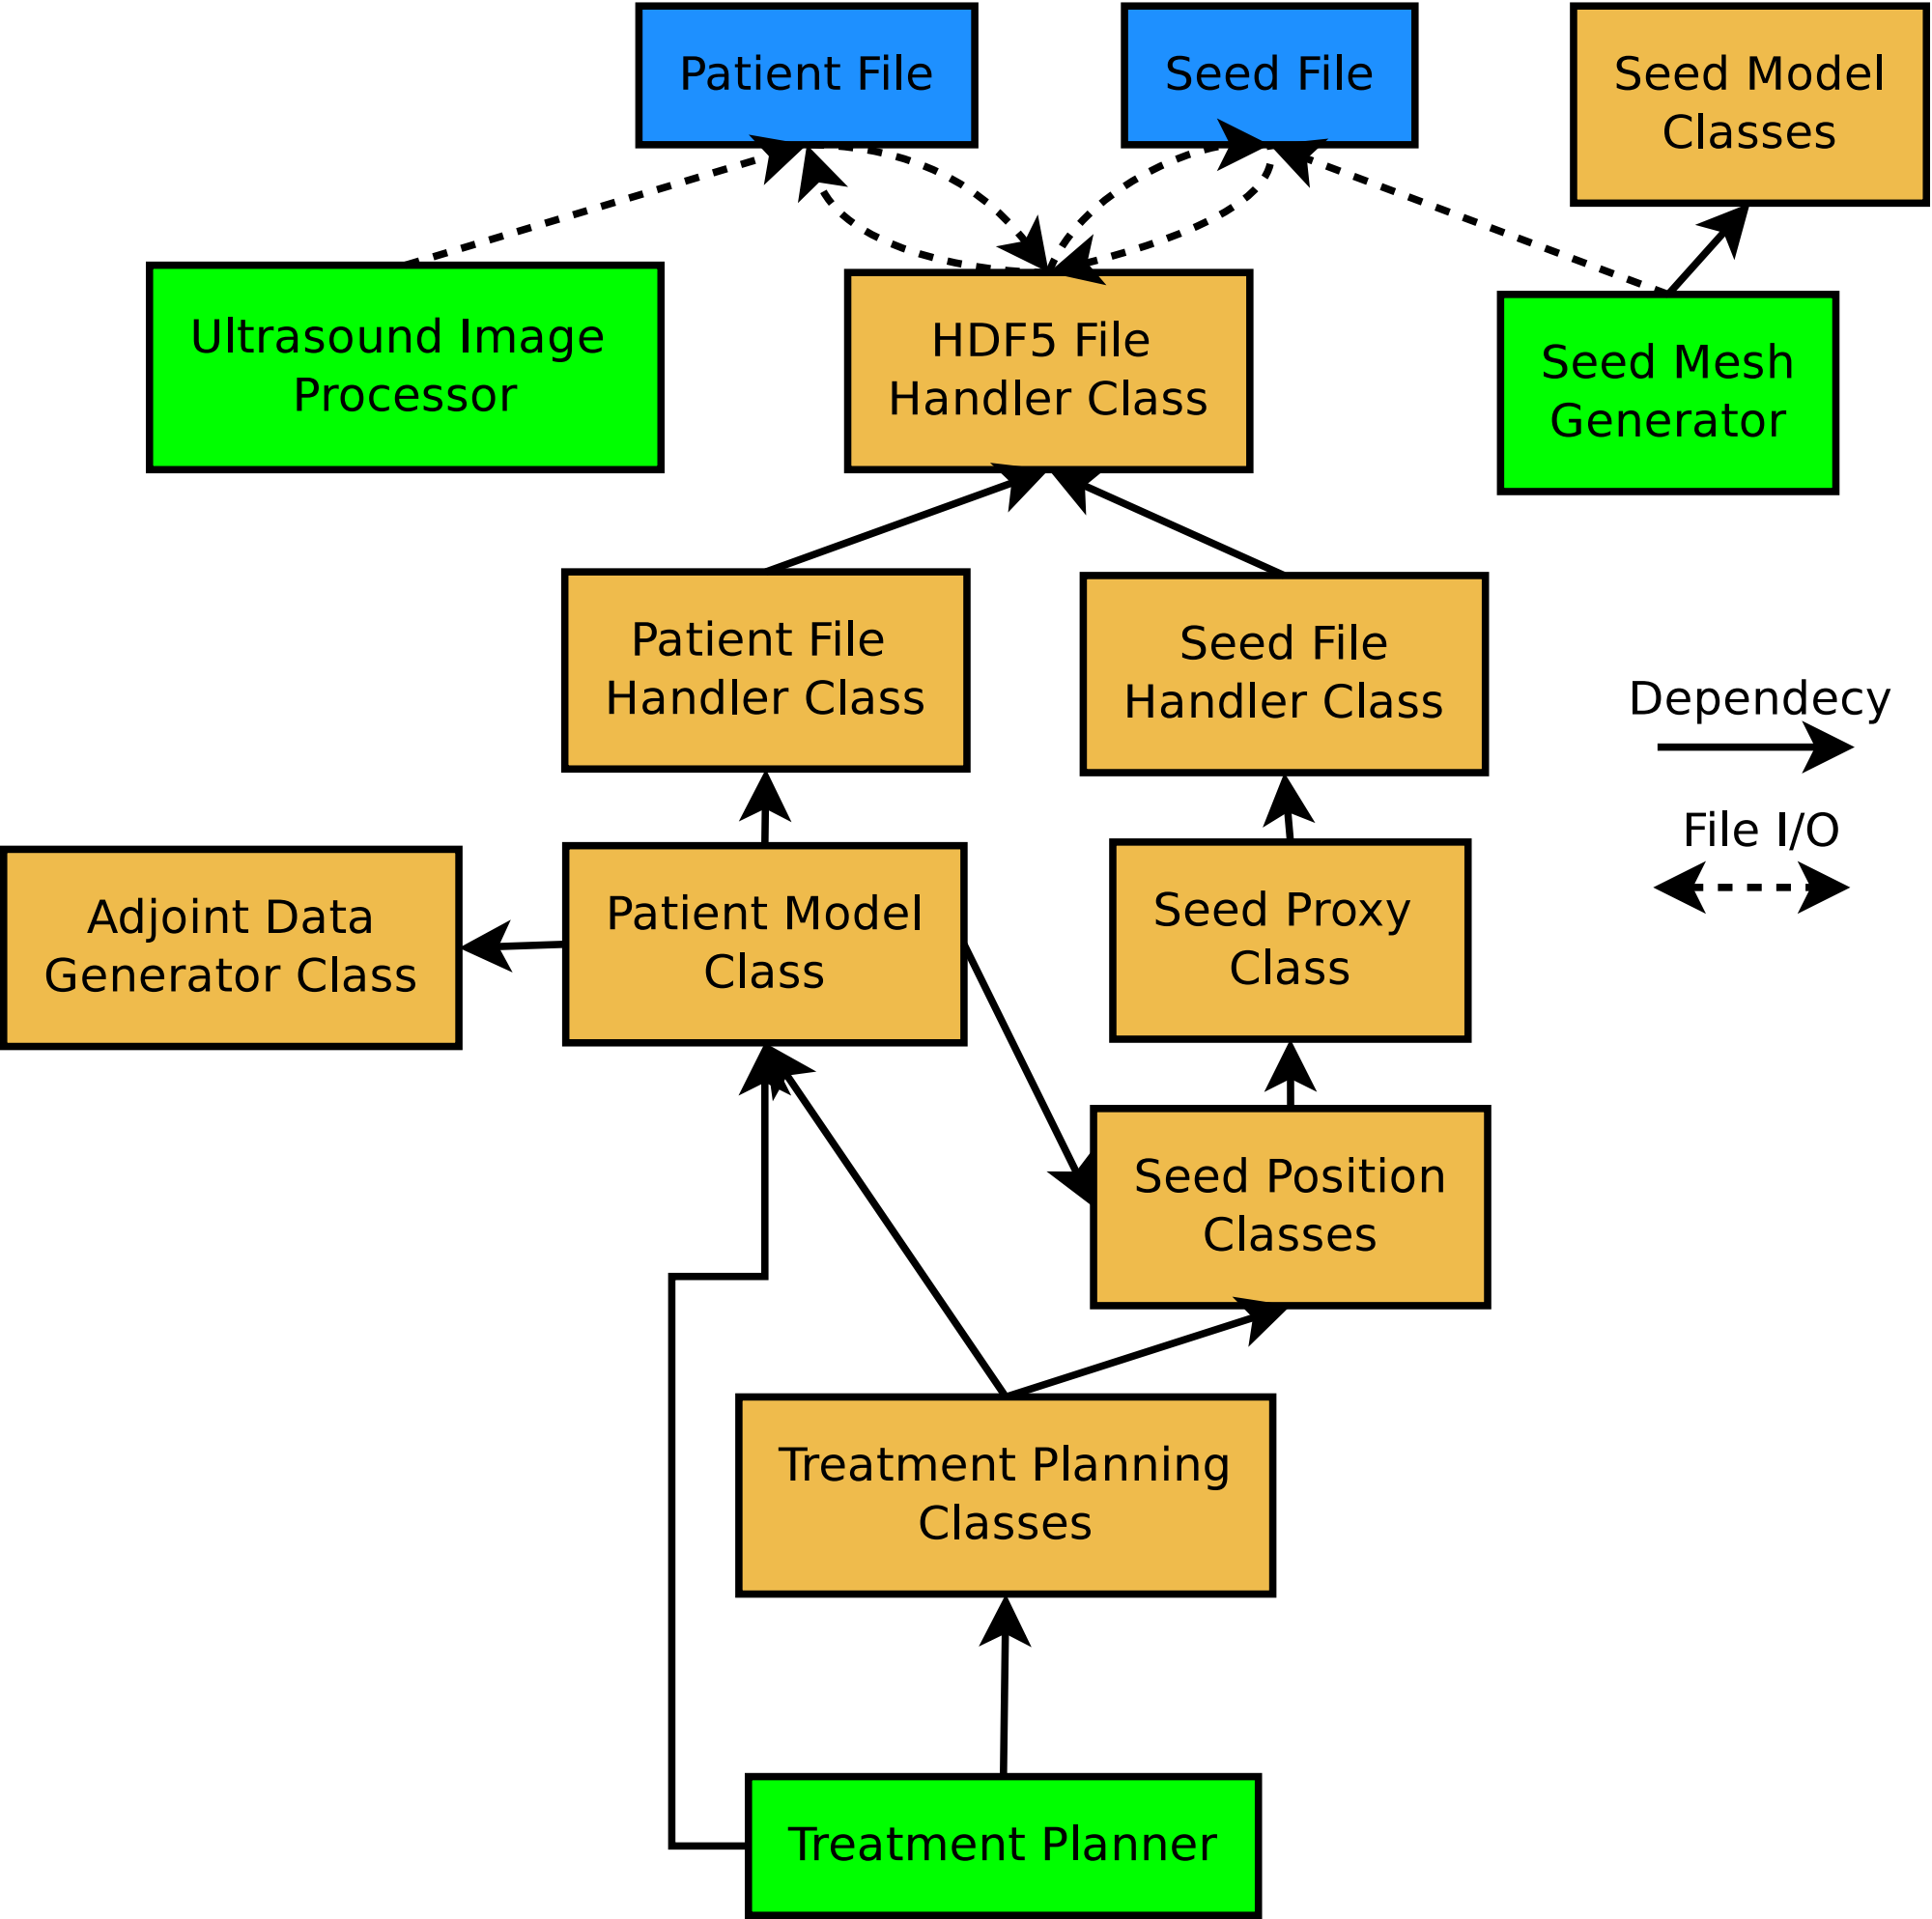 Patient File
Seed File
Seed Model
Classes
Ultrasound Image
Processor
HDF5 File
Handler Class
Seed Mesh
Generator
Patient File
Handler Class
Seed File
Handler Class
Dependecy
File I/O
Adjoint Data
Generator Class
Patient Model
Class
Seed Proxy
Class
Seed Position
Classes
Treatment Planning
Classes
Treatment Planner